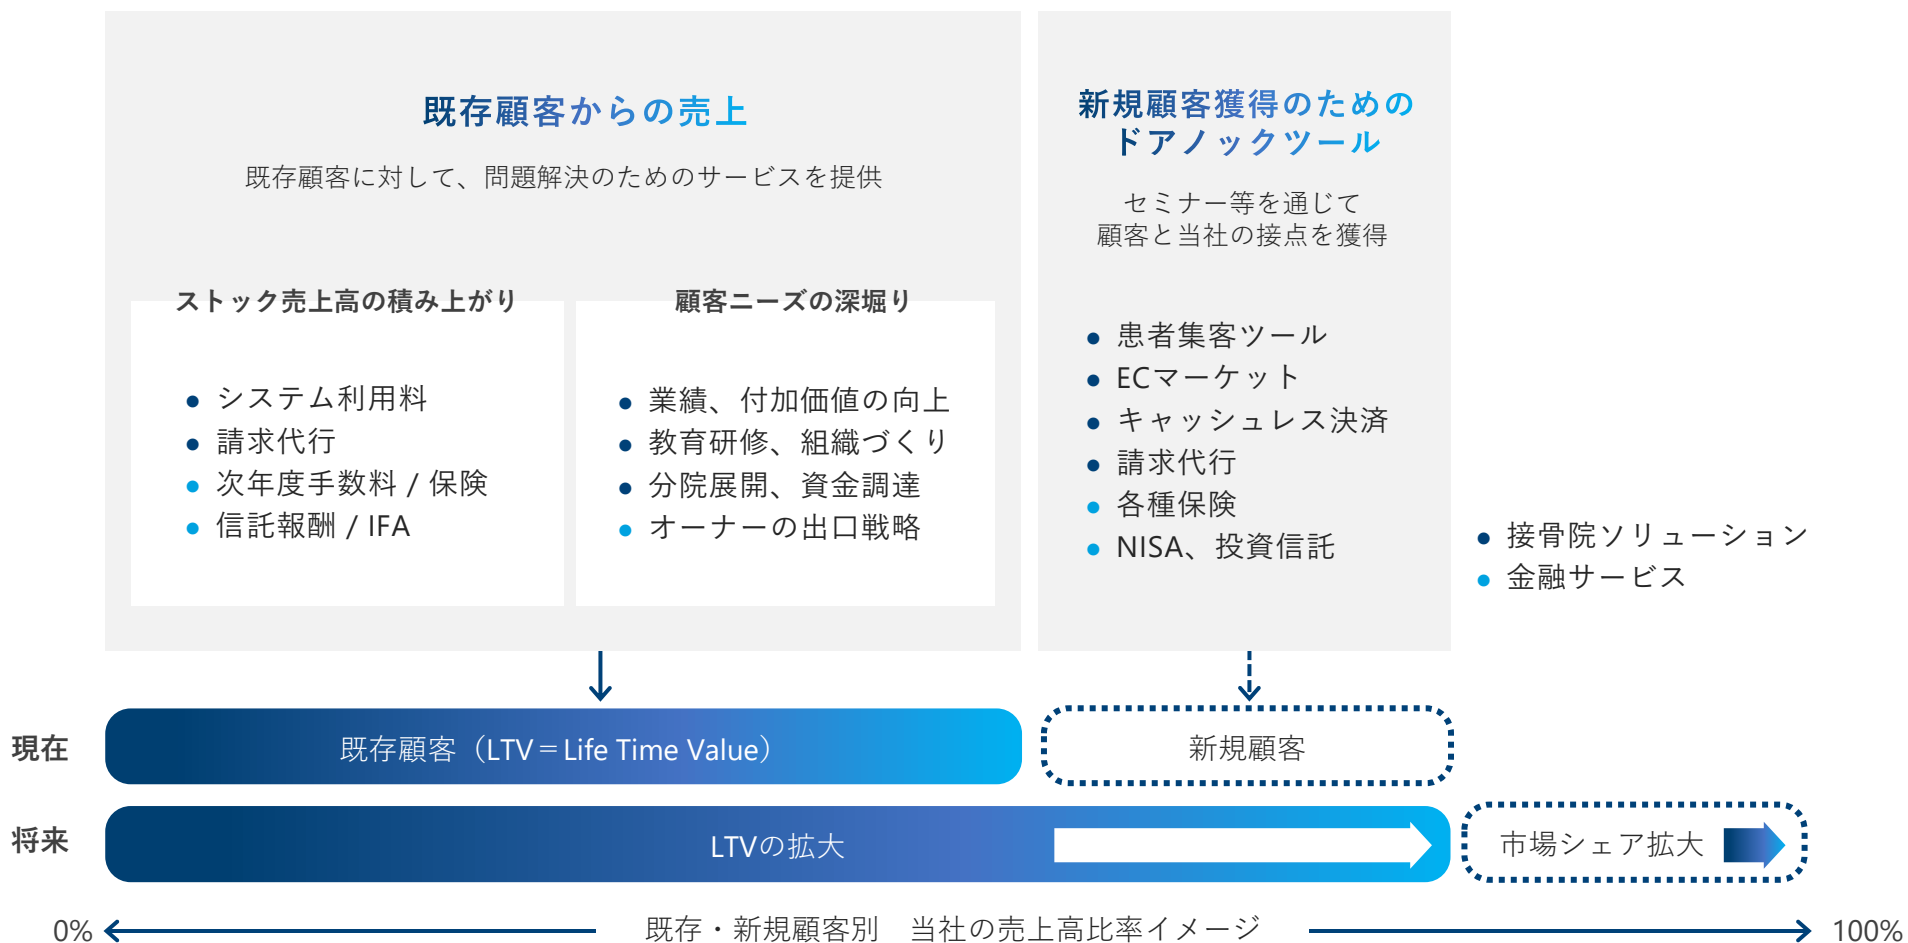 既存顧客からの売上
既存顧客に対して、問題解決のためのサービスを提供
ストック売上高の積み上がり
● システム利用料
● 請求代行
● 次年度手数料 / 保険
● 信託報酬 / IFA
顧客ニーズの深堀り
● 業績、付加価値の向上
● 教育研修、組織づくり
● 分院展開、資金調達
● オーナーの出口戦略
新規顧客獲得のための
ドアノックツール
セミナー等を通じて
顧客と当社の接点を獲得
● 患者集客ツール
● ECマーケット
● キャッシュレス決済
● 請求代行
● 各種保険
● NISA、投資信託
● 接骨院ソリューション
● 金融サービス
現在
既存顧客（LTV＝Life Time Value）
新規顧客
将来
LTVの拡大
市場シェア拡大
0%
既存・新規顧客別　当社の売上高比率イメージ
100%